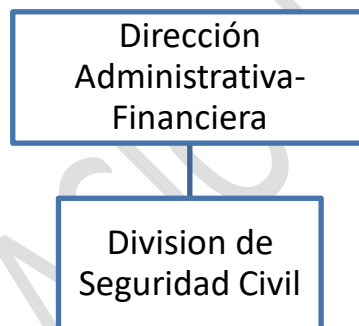 Dirección
Administrativa-
Financiera
Division de
Seguridad Civil